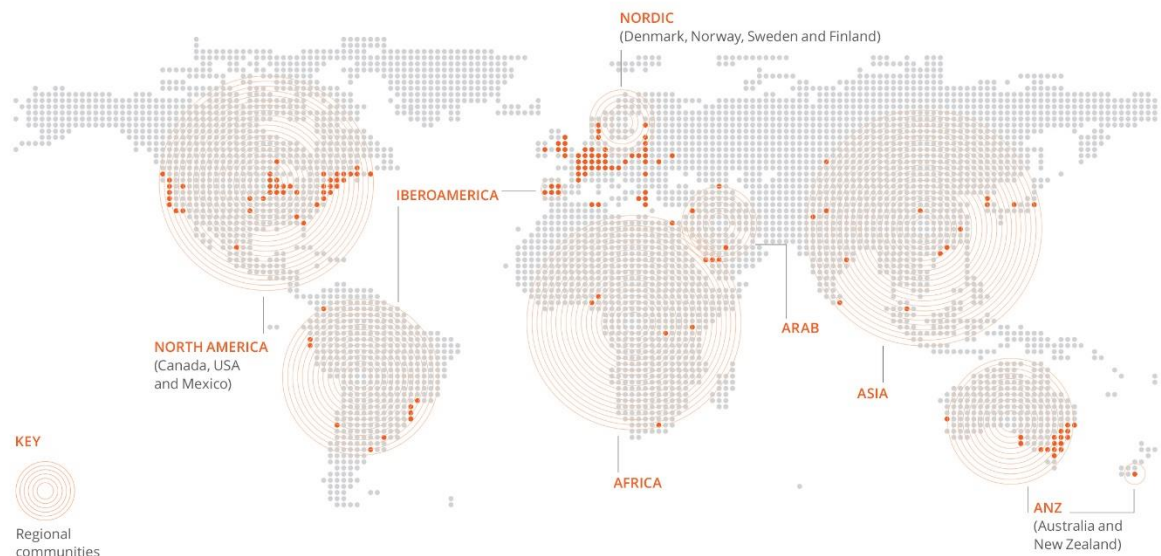 NORDIC
(Denmark, Norway, Sweden and Finland)
IBEROAMERICA
NORTH AMERICA
(Canada, USA
and Mexico)
ARAB
ASIA
AFRICA
ANZ
(Australia and
New Zealand)
KEY
Regional
communities